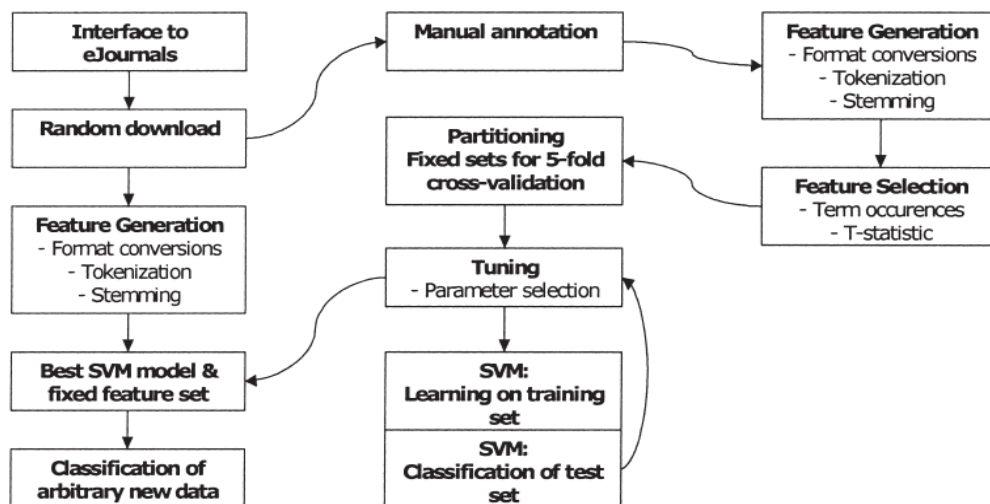 Interface to
eJournals
Random download
Feature Generation
- Format conversions
- Tokenization
- Stemming
Best SVM model &
fixed feature set
Classification of
arbitrary new data
Manual annotation
Partitioning
Fixed sets for 5-fold
cross-validation
Tuning
- Parameter selection
SVM:
Learning on training
set
SVM:
Classification of test
set
Feature Generation
- Format conversions
- Tokenization
- Stemming
Feature Selection
- Term occurences
- T-statistic